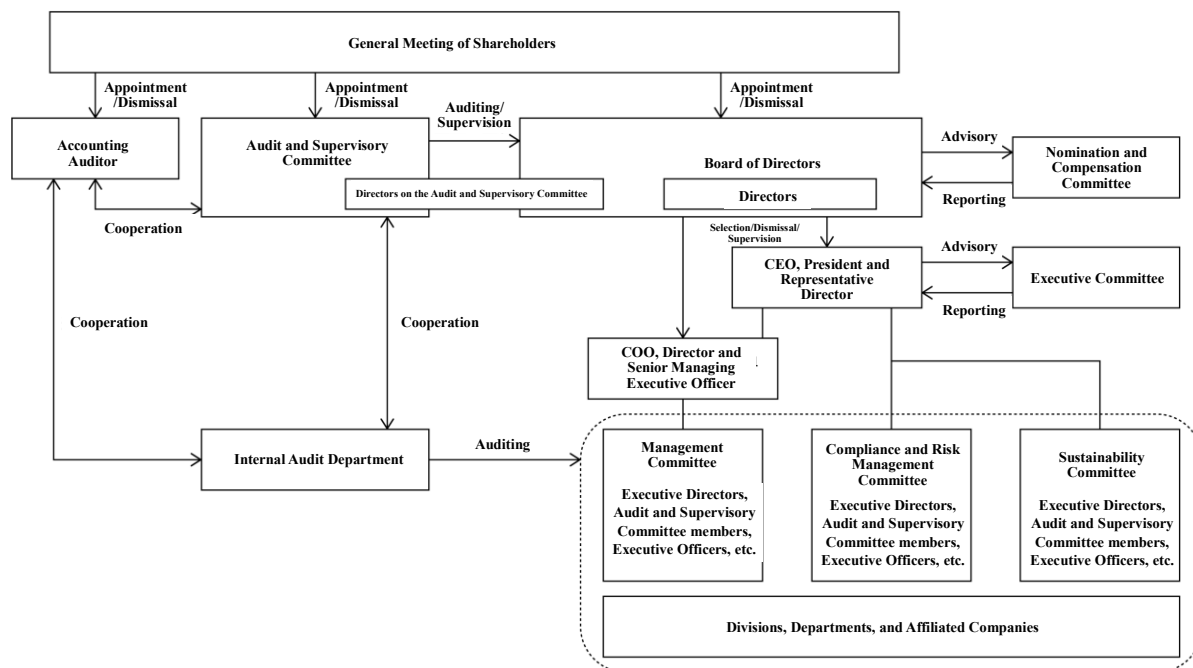 General Meeting of Shareholders
Appointment
/Dismissal
Appointment
/Dismissal
Appointment
/Dismissal
Auditing/
Supervision
Accounting
Auditor
Audit and Supervisory
Committee
Board of Directors
Directors on the Audit and Supervisory Committee
Directors
Advisory
Reporting
Nomination and
Compensation
Committee
Cooperation
Selection/Dismissal/
Supervision
CEO, President and
Representative
Director
Advisory
Reporting
Executive Committee
Cooperation
Cooperation
COO, Director and
Senior Managing
Executive Officer
Internal Audit Department
Auditing
Management
Committee
Executive Directors,
Audit and Supervisory
Committee members,
Executive Officers, etc.
Compliance and Risk
Management
Committee
Executive Directors,
Audit and Supervisory
Committee members,
Executive Officers, etc.
Sustainability
Committee
Executive Directors,
Audit and Supervisory
Committee members,
Executive Officers, etc.
Divisions, Departments, and Affiliated Companies